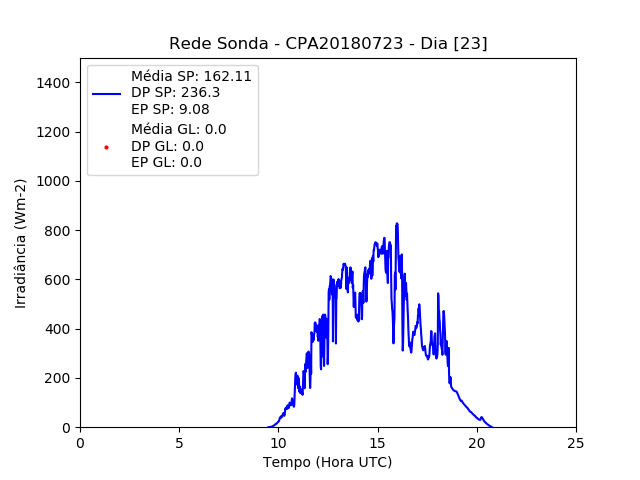 Rede Sonda - CPA20180723 - Dia [23]
Média SP: 162.11
DP SP: 236.3
EP SP: 9.08
Média GL: 0.0
DP GL: 0.0
EP GL: 0.0
1400
1200
1000
800
600
400
200
0
Irradiância (Wm-2)
0 5 10 15 20 25
Tempo (Hora UTC)